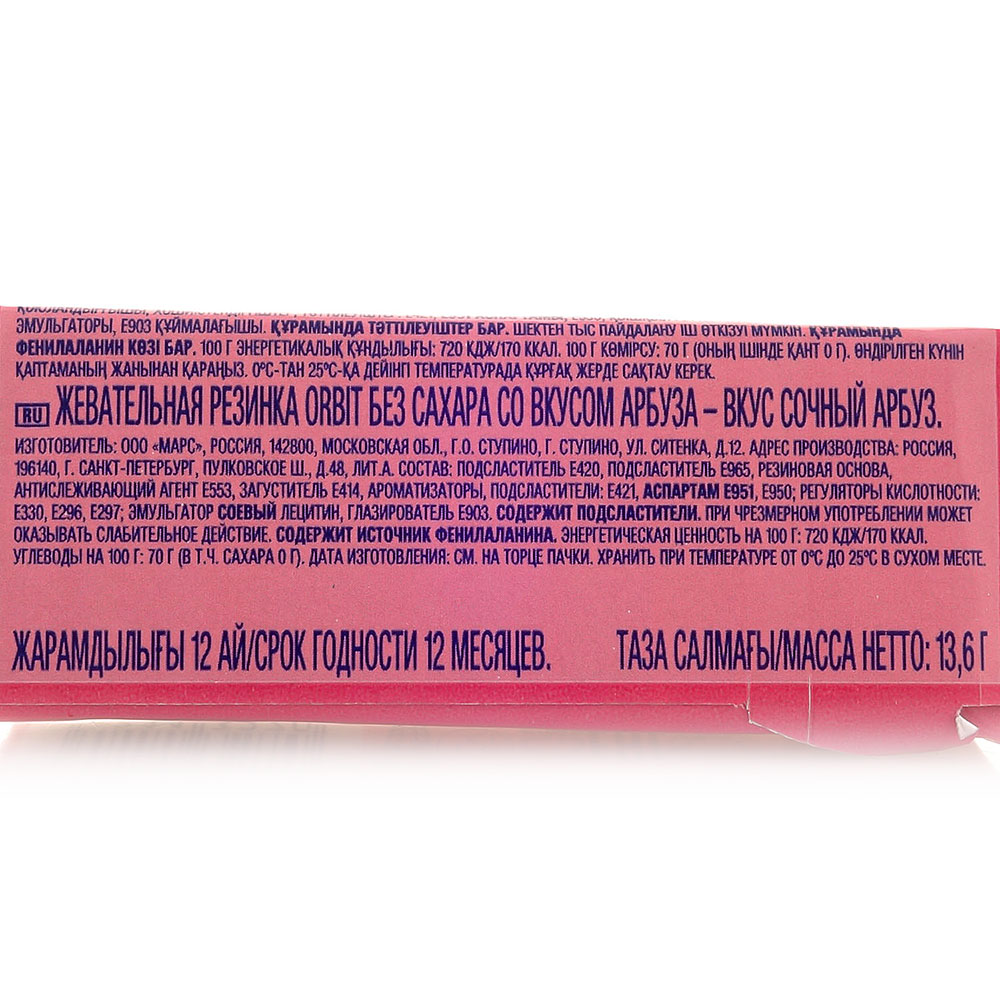 ЭМУЛЬГАТОРЫ, Е903 ҚҰЙМАЛАҒЫШЫ. ҚҰРАМЫНДА ТӘТТІЛЕУІШТЕР БАР. ШЕКТЕН ТЫС ПАЙДАЛАНУ ІШ ӨТКІЗУІ МҮМКІН. ҚҰРАМЫНДА
ФЕНИЛАЛАНИН КӨЗІ БАР. 100 Г ЭНЕРГЕТИКАЛЫҚ ҚҰНДЫЛЫҒЫ: 720 КДЖ/170 ККАЛ. 100 Г КӨМІРСУ: 70 Г (ОНЫҢ ІШІНДЕ ҚАНТ 0 Г). ӨНДІРІЛГЕН КҮНІН
ҚАПТАМАНЫҢ ЖАНЫНАН ҚАРАҢЫЗ. 0°С-ТАН 25°С-ҚА ДЕЙІНГІ ТЕМПЕРАТУРАДА ҚҰРҒАҚ ЖЕРДЕ САҚТАУ КЕРЕК.
RU ЖЕВАТЕЛЬНАЯ РЕЗИНКА ORBIT БЕЗ САХАРА СО ВКУСОМ АРБУЗА – ВКУС СОЧНЫЙ АРБУЗ.
ИЗГОТОВИТЕЛЬ: ООО «МАРС», РОССИЯ, 142800, МОСКОВСКАЯ ОБЛ., Г.О. СТУПИНО, Г. СТУПИНО, УЛ. СИТЕНКА, Д.12. АДРЕС ПРОИЗВОДСТВА: РОССИЯ,
196140, Г. САНКТ-ПЕТЕРБУРГ, ПУЛКОВСКОЕ Ш., Д.48, ЛИТ.А. СОСТАВ: ПОДСЛАСТИТЕЛЬ Е420, ПОДСЛАСТИТЕЛЬ Е965, РЕЗИНОВАЯ ОСНОВА,
АНТИСЛЕЖИВАЮЩИЙ АГЕНТ Е553, ЗАГУСТИТЕЛЬ Е414, АРОМАТИЗАТОРЫ, ПОДСЛАСТИТЕЛИ: Е421, АСПАРТАМ Е951, Е950; РЕГУЛЯТОРЫ КИСЛОТНОСТИ:
Е330, Е296, Е297; ЭМУЛЬГАТОР СОЕВЫЙ ЛЕЦИТИН, ГЛАЗИРОВАТЕЛЬ Е903. СОДЕРЖИТ ПОДСЛАСТИТЕЛИ. ПРИ ЧРЕЗМЕРНОМ УПОТРЕБЛЕНИИ МОЖЕТ
ОКАЗЫВАТЬ СЛАБИТЕЛЬНОЕ ДЕЙСТВИЕ. СОДЕРЖИТ ИСТОЧНИК ФЕНИЛАЛАНИНА. ЭНЕРГЕТИЧЕСКАЯ ЦЕННОСТЬ НА 100 Г: 720 КДЖ/170 ККАЛ.
УГЛЕВОДЫ НА 100 Г: 70 Г (В Т.Ч. САХАРА 0 Г). ДАТА ИЗГОТОВЛЕНИЯ: СМ. НА ТОРЦЕ ПАЧКИ. ХРАНИТЬ ПРИ ТЕМПЕРАТУРЕ ОТ 0°С ДО 25°С В СУХОМ МЕСТЕ.
ЖАРАМДЫЛЫҒЫ 12 АЙ/СРОК ГОДНОСТИ 12 МЕСЯЦЕВ. ТАЗА САЛМАҒЫ/МАССА НЕТТО: 13,6 Г